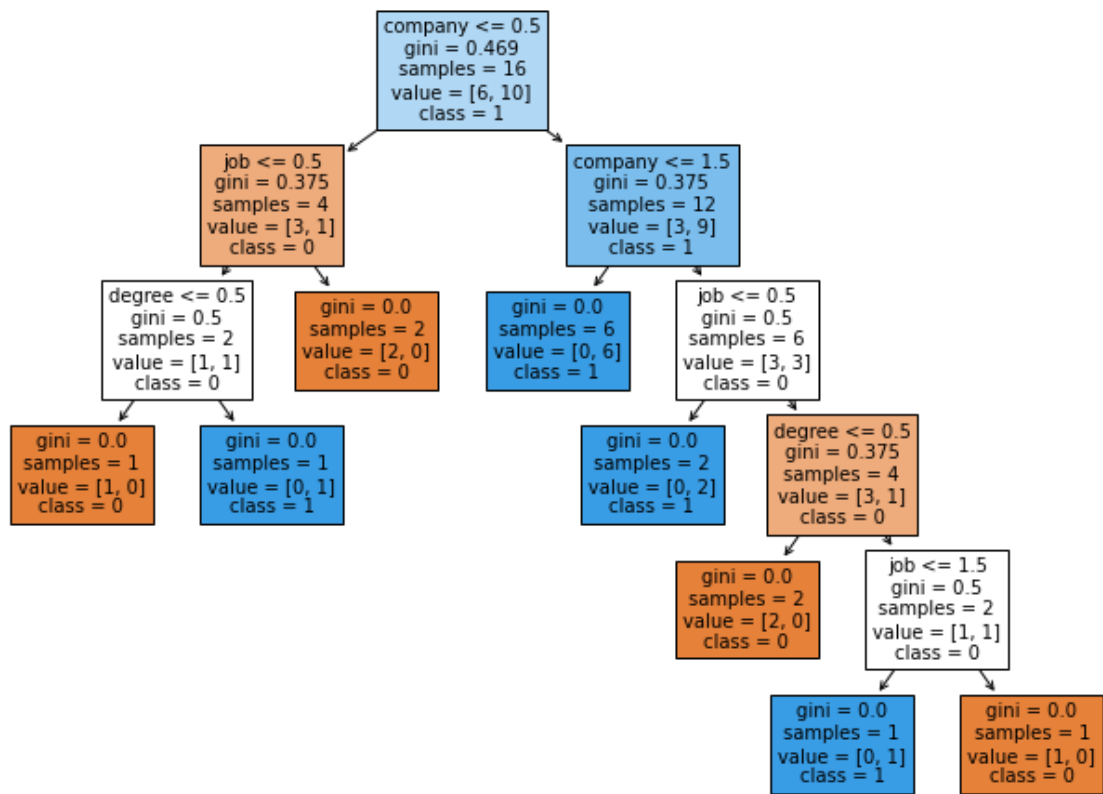 company <= 0.5
gini = 0.469
samples = 16
value = [6, 10]
class = 1
job <= 0.5
gini = 0.375
samples = 4
value = [3, 1]
class = 0
company <= 1.5
gini = 0.375
samples = 12
value = [3, 9]
class = 1
degree <= 0.5
gini = 0.5
samples = 2
value = [1, 1]
class = 0
gini = 0.0
samples = 2
value = [2, 0]
class = 0
gini = 0.0
samples = 6
value = [0, 6]
class = 1
job <= 0.5
gini = 0.5
samples = 6
value = [3, 3]
class = 0
gini = 0.0
samples = 1
value = [1, 0]
class = 0
gini = 0.0
samples = 1
value = [0, 1]
class = 1
gini = 0.0
samples = 2
value = [0, 2]
class = 1
degree <= 0.5
gini = 0.375
samples = 4
value = [3, 1]
class = 0
gini = 0.0
samples = 2
value = [2, 0]
class = 0
job <= 1.5
gini = 0.5
samples = 2
value = [1, 1]
class = 0
gini = 0.0
samples = 1
value = [0, 1]
class = 1
gini = 0.0
samples = 1
value = [1, 0]
class = 0